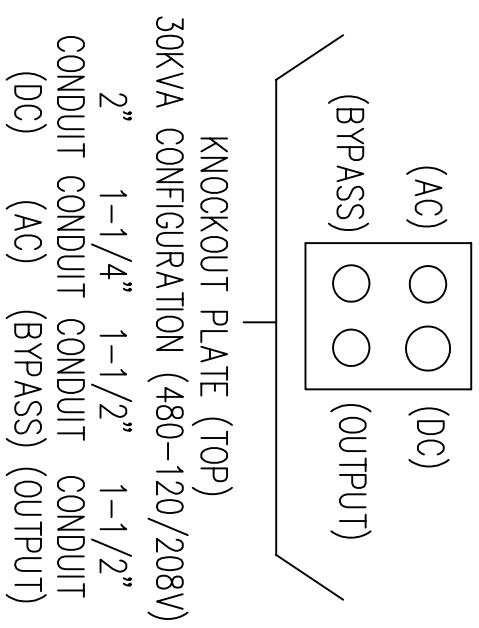 (AC)
(DC)
(BYPASS)
(OUTPUT)
KNOCKOUT PLATE (TOP)
30KVA CONFIGURATION (480-120/208V)
2” 1-1/4” 1-1/2” 1-1/2”
CONDUIT CONDUIT CONDUIT CONDUIT
(DC) (AC) (BYPASS) (OUTPUT)